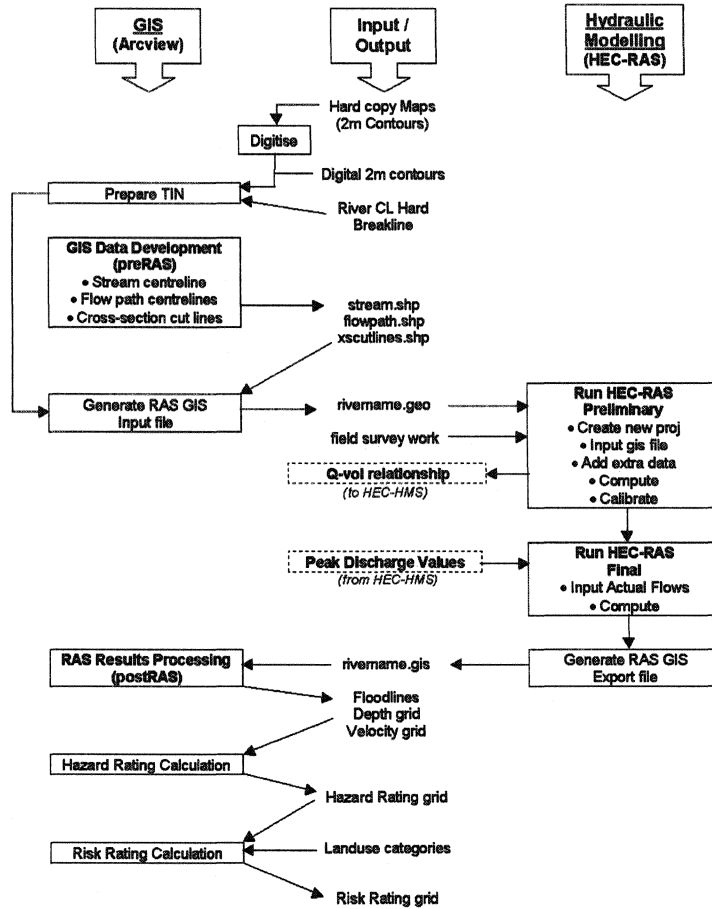 GIS
(Arcview)
Input /
Output
Hydraulic
Modelling
(HEC-RAS)
Hard copy Maps
(2m Contours)
Digitise
Digital 2m contours
Prepare TIN
River CL Hard
Breakline
GIS Data Development
(preRAS)
• Stream centreline
• Flow path centrelines
• Cross-section cut lines
stream.shp
flowpath.shp
xscutlines.shp
Generate RAS GIS
Input file
rivername.geo
field survey work
Run HEC-RAS
Preliminary
• Create new proj
• Input gis file
• Add extra data
• Compute
• Calibrate
Q-vol relationship
(to HEC-HMS)
Peak Discharge Values
(from HEC-HMS)
Run HEC-RAS
Final
• Input Actual Flows
• Compute
RAS Results Processing
(postRAS)
rivername.gis
Generate RAS GIS
Export file
Floodlines
Depth grid
Velocity grid
Hazard Rating Calculation
Hazard Rating grid
Risk Rating Calculation
Landuse categories
Risk Rating grid